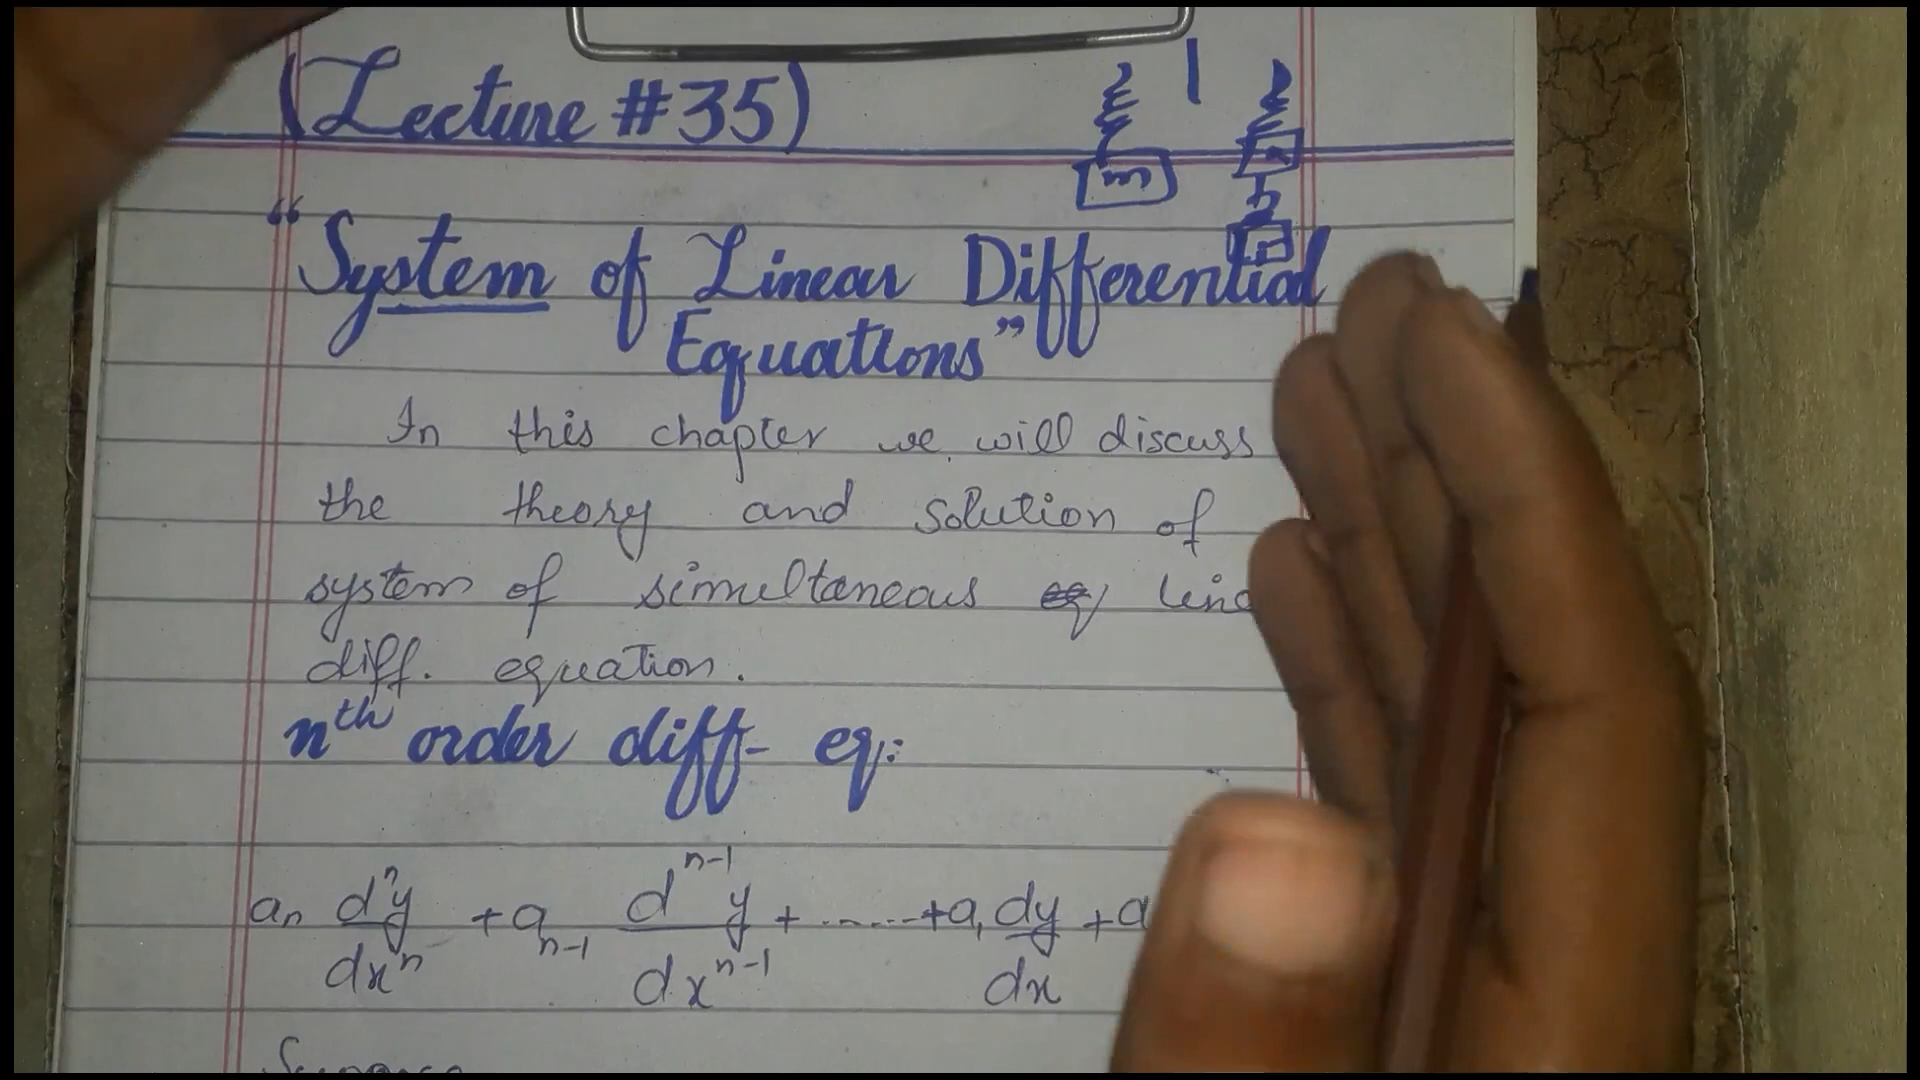 (Lecture #35)
m
"System of Linear Differential
Equations"
In this chapter we will discuss
the theory and solution of
system of simultaneous
diff. equation.
nth order diff- eq:
aₙ dⁿy/dxⁿ + aₙ₋₁ dⁿ⁻¹y/dxⁿ⁻¹ + ...... + a₁ dy/dx + a